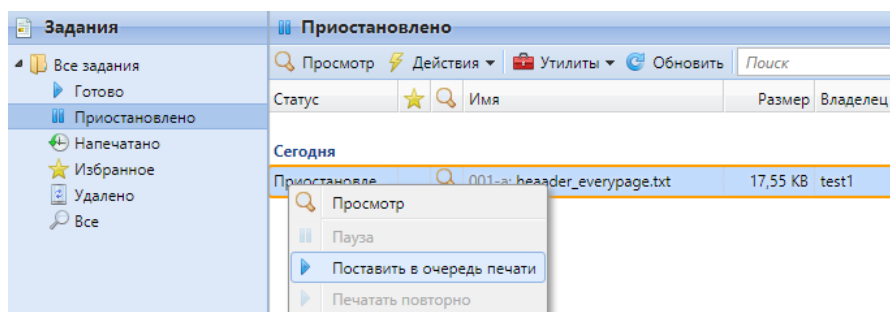 Задания
Все задания
Готово
Приостановлено
Напечатано
Избранное
Удалено
Все
Приостановлено
Просмотр Действия Утилиты Обновить Поиск
Статус Имя Размер Владелец
Сегодня
Приостановле 001-a: heaader_everypage.txt 17,55 KB test1
Просмотр
Пауза
Поставить в очередь печати
Печатать повторно